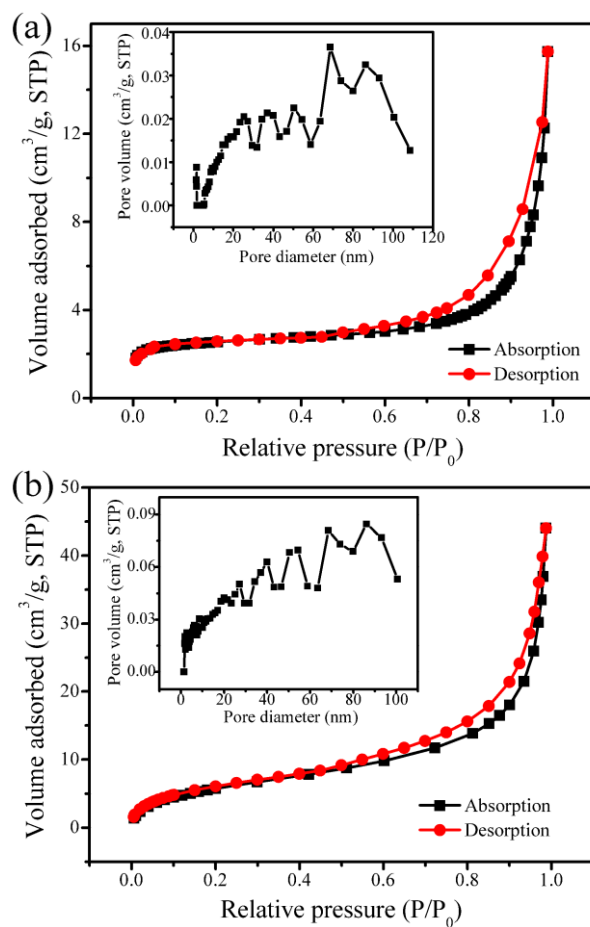 (a)
Volume adsorbed (cm³/g, STP)
16
12
8
4
0
0.0 0.2 0.4 0.6 0.8 1.0
Relative pressure (P/P₀)
Absorption
Desorption
Pore volume (cm³/g, STP)
0.04
0.03
0.02
0.01
0.00
0 20 40 60 80 100 120
Pore diameter (nm)
(b)
Volume adsorbed (cm³/g, STP)
50
40
30
20
10
0
0.0 0.2 0.4 0.6 0.8 1.0
Relative pressure (P/P₀)
Absorption
Desorption
Pore volume (cm³/g, STP)
0.09
0.06
0.03
0.00
0 20 40 60 80 100
Pore diameter (nm)